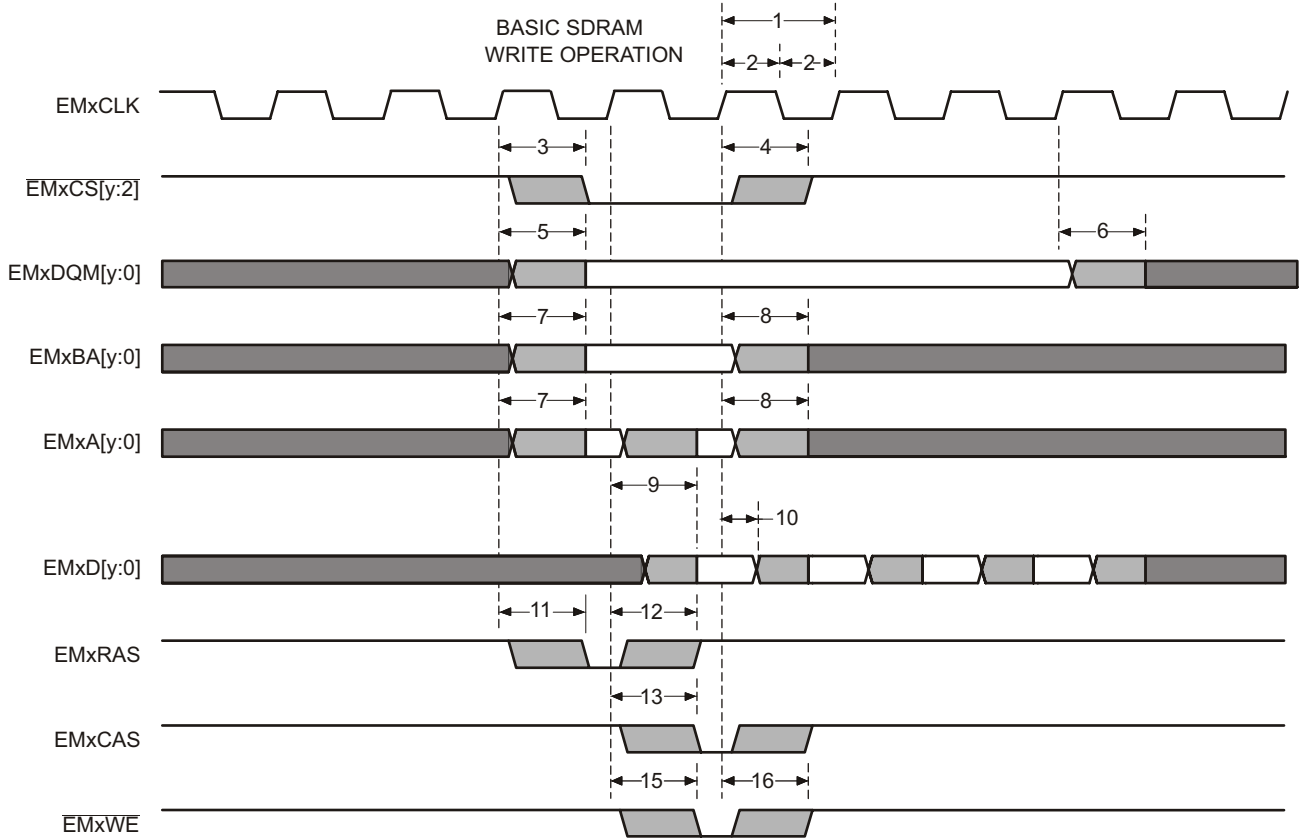 BASIC SDRAM
WRITE OPERATION
1
2 2
EMxCLK
3 4
EMxCS[y:2]
5 6
EMxDQM[y:0]
7 8
EMxBA[y:0]
7 8
EMxA[y:0]
9
10
EMxD[y:0]
11 12
EMxRAS
13
EMxCAS
15 16
EMxWE